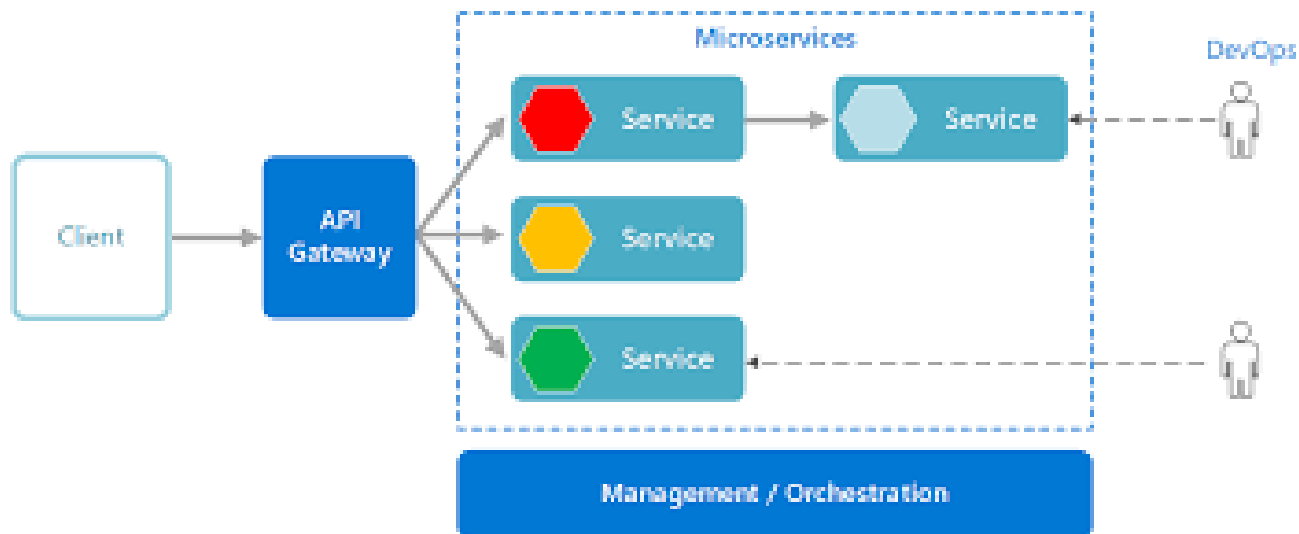 Microservices
DevOps
Service
Service
Client
API
Gateway
Service
Service
Management / Orchestration